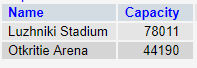 Name Capacity
Luzhniki Stadium 78011
Otkritie Arena 44190